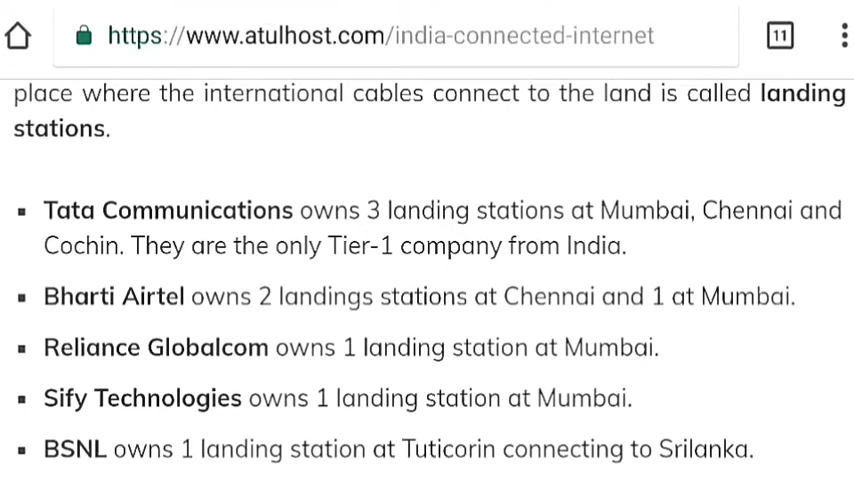 https://www.atulhost.com/india-connected-internet
11
place where the international cables connect to the land is called landing
stations.
▪ Tata Communications owns 3 landing stations at Mumbai, Chennai and
Cochin. They are the only Tier-1 company from India.
▪ Bharti Airtel owns 2 landings stations at Chennai and 1 at Mumbai.
▪ Reliance Globalcom owns 1 landing station at Mumbai.
▪ Sify Technologies owns 1 landing station at Mumbai.
▪ BSNL owns 1 landing station at Tuticorin connecting to Srilanka.